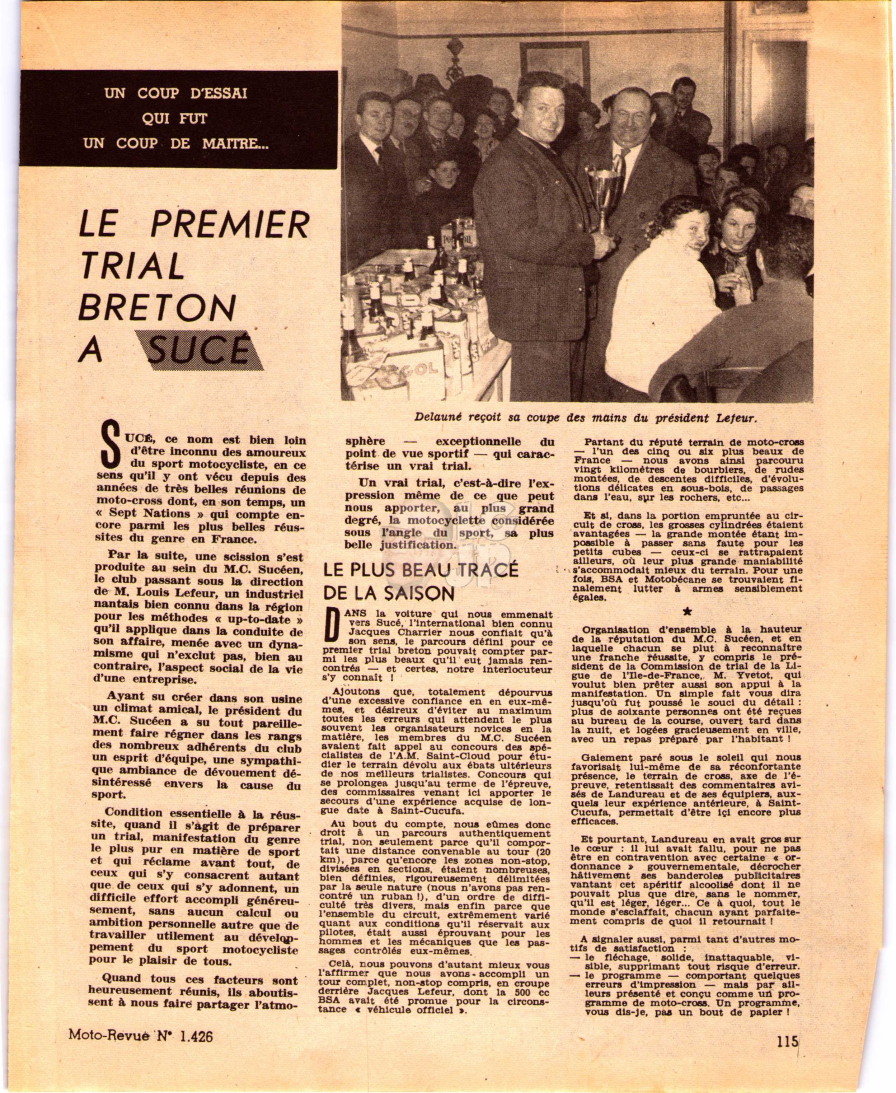 UN COUP D'ESSAI
QUI FUT
UN COUP DE MAITRE...
LE PREMIER
TRIAL
BRETON
A SUCÉ
GOL
Delauné reçoit sa coupe des mains du président Lefeur.
SUCÉ, ce nom est bien loin
d'être inconnu des amoureux
du sport motocycliste, en ce
sens qu'il y ont vécu depuis des
années de très belles réunions de
moto-cross dont, en son temps, un
« Sept Nations » qui compte en-
core parmi les plus belles réus-
sites du genre en France.
Par la suite, une scission s'est
produite au sein du M.C. Sucéen,
le club passant sous la direction
de M. Louis Lefeur, un industriel
nantais bien connu dans la région
pour les méthodes « up-to-date »
qu'il applique dans la conduite de
son affaire, menée avec un dyna-
misme qui n'exclut pas, bien au
contraire, l'aspect social de la vie
d'une entreprise.
Ayant su créer dans son usine
un climat amical, le président du
M.C. Sucéen a su tout pareille-
ment faire régner dans les rangs
des nombreux adhérents du club
un esprit d'équipe, une sympathi-
que ambiance de dévouement dé-
sintéressé envers la cause du
sport.
Condition essentielle à la réus-
site, quand il s'agit de préparer
un trial, manifestation du genre
le plus pur en matière de sport
et qui réclame avant tout, de
ceux qui s'y consacrent autant
que de ceux qui s'y adonnent, un
difficile effort accompli généreu-
sement, sans aucun calcul ou
ambition personnelle autre que de
travailler utilement au dévelop-
pement du sport motocycliste
pour le plaisir de tous.
Quand tous ces facteurs sont
heureusement réunis, ils aboutis-
sent à nous faire partager l'atmo-
sphère — exceptionnelle du
point de vue sportif — qui carac-
térise un vrai trial.
Un vrai trial, c'est-à-dire l'ex-
pression même de ce que peut
nous apporter, au plus grand
degré, la motocyclette considérée
sous l'angle du sport, sa plus
belle justification.
LE PLUS BEAU TRACÉ
DE LA SAISON
DANS la voiture qui nous emmenait
vers Sucé, l'international bien connu
Jacques Charrier nous confiait qu'à
son sens, le parcours défini pour ce
premier trial breton pouvait compter par-
mi les plus beaux qu'il eut jamais ren-
contrés — et certes, notre interlocuteur
s'y connaît !
Ajoutons que, totalement dépourvus
d'une excessive confiance en en eux-mê-
mes, et désireux d'éviter au maximum
toutes les erreurs qui attendent le plus
souvent les organisateurs novices en la
matière, les membres du M.C. Sucéen
avaient fait appel au concours des spé-
cialistes de l'A.M. Saint-Cloud pour étu-
dier le terrain dévolu aux ébats ultérieurs
de nos meilleurs trialistes. Concours qui
se prolongea jusqu'au terme de l'épreuve,
des commissaires venant ici apporter le
secours d'une expérience acquise de lon-
gue date à Saint-Cucufa.
Au bout du compte, nous eûmes donc
droit à un parcours authentiquement
trial, non seulement parce qu'il compor-
tait une distance convenable au tour (20
km), parce qu'encore les zones non-stop,
divisées en sections, étaient nombreuses,
bien définies, rigoureusement délimitées
par la seule nature (nous n'avons pas ren-
contré un ruban !), d'un ordre de diffi-
culté très divers, mais enfin parce que
l'ensemble du circuit, extrêmement varié
quant aux conditions qu'il réservait aux
pilotes, était aussi éprouvant pour les
hommes et les mécaniques que les pas-
sages contrôlés eux-mêmes.
Celà, nous pouvons d'autant mieux vous
l'affirmer que nous avons accompli un
tour complet, non-stop compris, en croupe
derrière Jacques Lefeur, dont la 500 cc
BSA avait été promue pour la circons-
tance « véhicule officiel ».
Partant du réputé terrain de moto-cross
— l'un des cinq ou six plus beaux de
France — nous avons ainsi parcouru
vingt kilomètres de bourbiers, de rudes
montées, de descentes difficiles, d'évolu-
tions délicates en sous-bois, de passages
dans l'eau, sur les rochers, etc...
Et si, dans la portion empruntée au cir-
cuit de cross, les grosses cylindrées étaient
avantagées — la grande montée étant im-
possible à passer sans faute pour les
petits cubes — ceux-ci se rattrapaient
ailleurs, où leur plus grande maniabilité
s'accommodait mieux du terrain. Pour une
fois, BSA et Motobécane se trouvaient fi-
nalement lutter à armes sensiblement
égales.
★
Organisation d'ensemble à la hauteur
de la réputation du M.C. Sucéen, et en
laquelle chacun se plut à reconnaître
une franche réussite, y compris le pré-
sident de la Commission de trial de la Li-
gue de l'Ile-de-France, M. Yvetot, qui
voulut bien prêter aussi son appui à la
manifestation. Un simple fait vous dira
jusqu'où fut poussé le souci du détail :
plus de soixante personnes ont été reçues
au bureau de la course, ouvert tard dans
la nuit, et logées gracieusement en ville,
avec un repas préparé par l'habitant !
Gaiement paré sous le soleil qui nous
favorisait lui-même de sa réconfortante
présence, le terrain de cross, axe de l'é-
preuve, retentissait des commentaires avi-
sés de Landureau et de ses équipiers, aux-
quels leur expérience antérieure, à Saint-
Cucufa, permettait d'être içi encore plus
efficaces.
Et pourtant, Landureau en avait gros sur
le cœur : il lui avait fallu, pour ne pas
être en contravention avec certaine « or-
donnance » gouvernementale, décrocher
hâtivement ses banderoles publicitaires
vantant cet apéritif alcoolisé dont il ne
pouvait plus que dire, sans le nommer,
qu'il est léger, léger... Ce à quoi, tout le
monde s'esclaffait, chacun ayant parfaite-
ment compris de quoi il retournait !
A signaler aussi, parmi tant d'autres mo-
tifs de satisfaction :
— le fléchage, solide, inattaquable, vi-
sible, supprimant tout risque d'erreur.
— le programme — comportant quelques
erreurs d'impression — mais par ail-
leurs présenté et conçu comme un pro-
gramme de moto-cross. Un programme,
vous dis-je, pas un bout de papier !
Moto-Revue N° 1.426
115